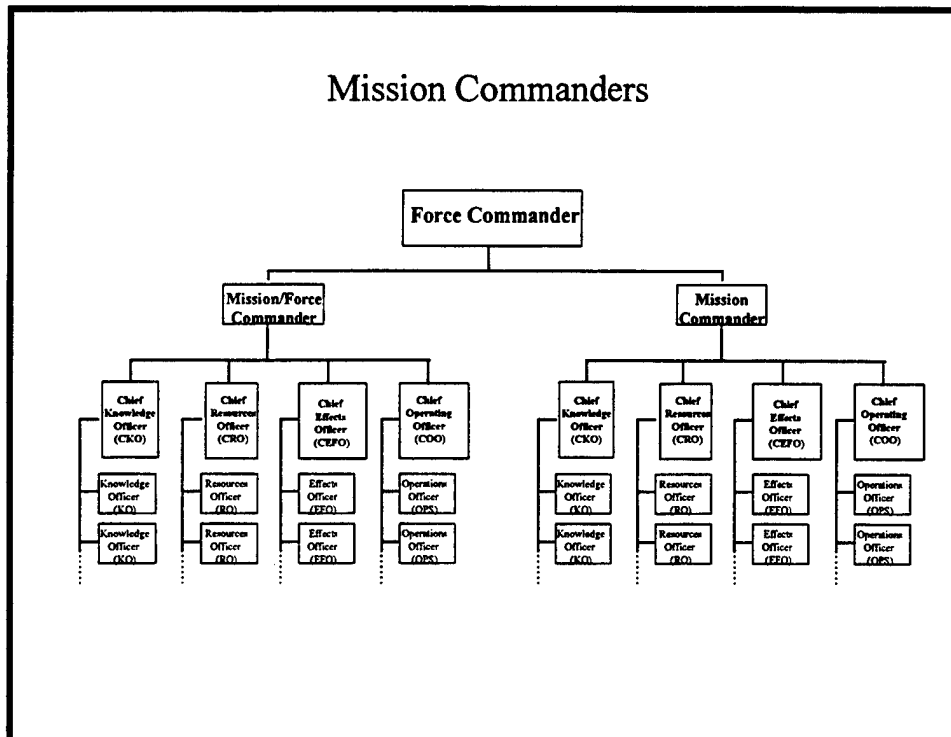 Mission Commanders
Force Commander
Mission/Force
Commander
Mission
Commander
Chief
Knowledge
Officer
(CKO)
Chief
Resources
Officer
(CRO)
Chief
Effects
Officer
(CEFO)
Chief
Operating
Officer
(COO)
Chief
Knowledge
Officer
(CKO)
Chief
Resources
Officer
(CRO)
Chief
Effects
Officer
(CEFO)
Chief
Operating
Officer
(COO)
Knowledge
Officer
(KO)
Resources
Officer
(RO)
Effects
Officer
(EFO)
Operations
Officer
(OPS)
Knowledge
Officer
(KO)
Resources
Officer
(RO)
Effects
Officer
(EFO)
Operations
Officer
(OPS)
Knowledge
Officer
(KO)
Resources
Officer
(RO)
Effects
Officer
(EFO)
Operations
Officer
(OPS)
Knowledge
Officer
(KO)
Resources
Officer
(RO)
Effects
Officer
(EFO)
Operations
Officer
(OPS)